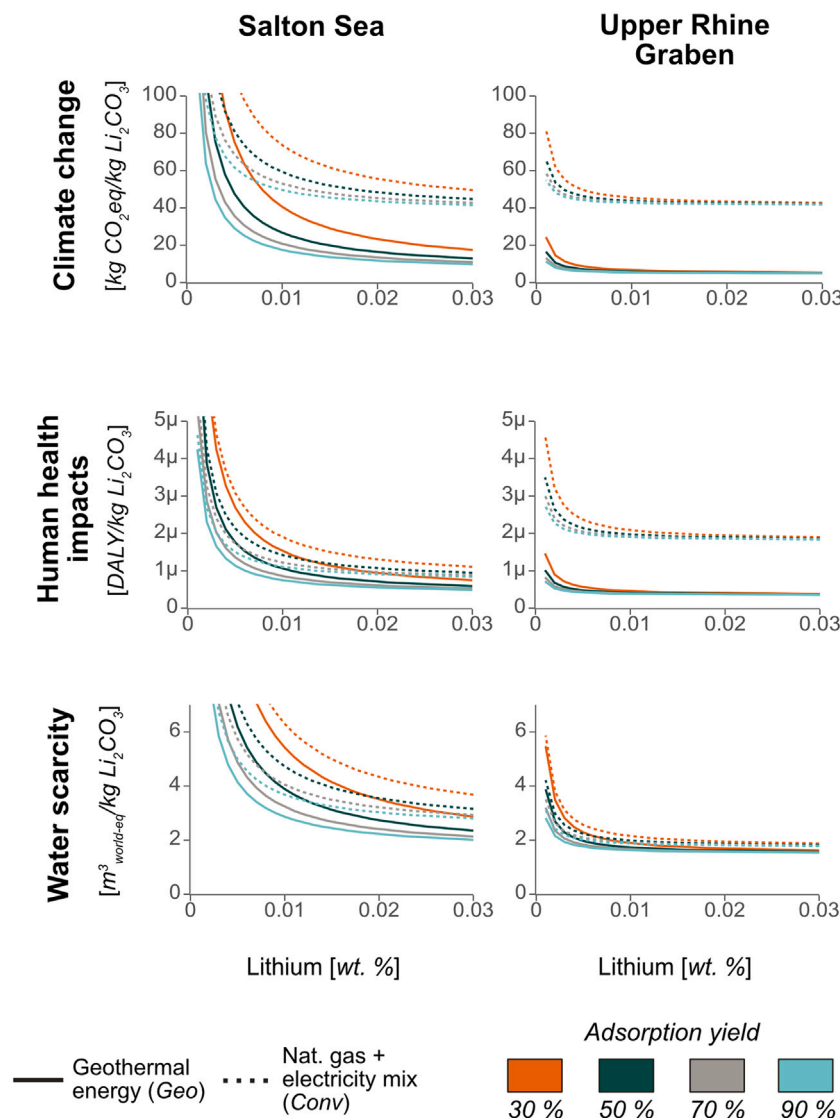 Salton Sea
Upper Rhine
Graben
Climate change
[kg CO2eq/kg Li2CO3]
100
80
60
40
20
0
0
0.01
0.02
0.03
100
80
60
40
20
0
0
0.01
0.02
0.03
Human health
impacts
[DALY/kg Li2CO3]
5µ
4µ
3µ
2µ
1µ
0
0
0.01
0.02
0.03
5µ
4µ
3µ
2µ
1µ
0
0
0.01
0.02
0.03
Water scarcity
[m³world-eq/kg Li2CO3]
6
4
2
0
0
0.01
0.02
0.03
6
4
2
0
0
0.01
0.02
0.03
Lithium [wt. %]
Lithium [wt. %]
Geothermal
energy (Geo)
Nat. gas +
electricity mix
(Conv)
Adsorption yield
30 %
50 %
70 %
90 %